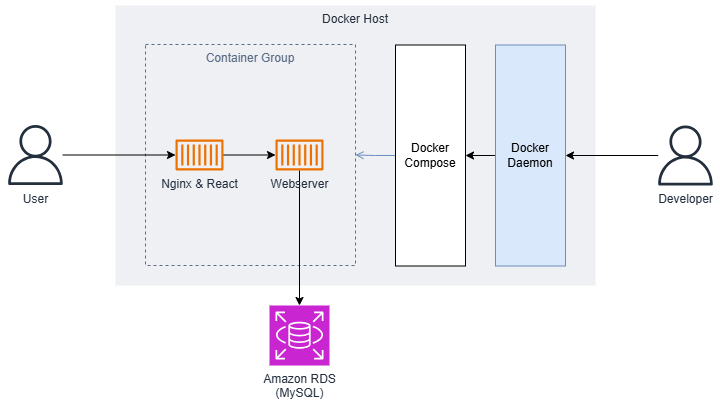 Docker Host
Container Group
Docker
Compose
Docker
Daemon
Nginx & React
Webserver
User
Developer
Amazon RDS
(MySQL)